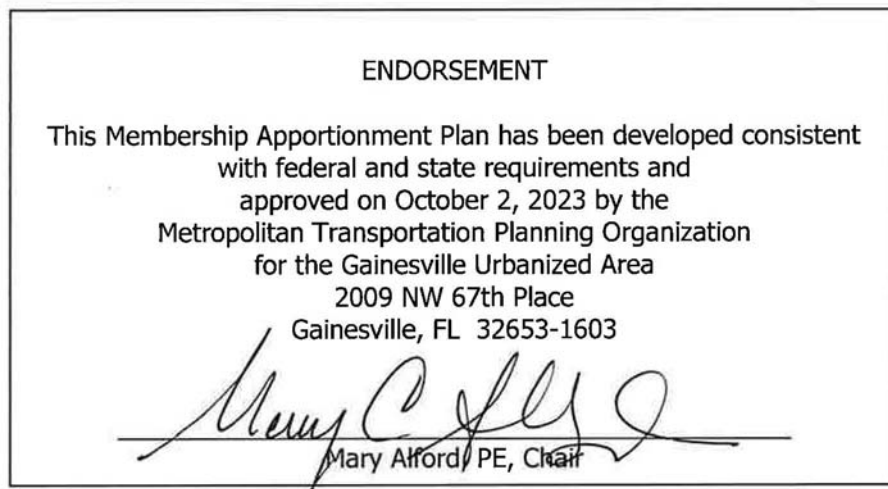 ENDORSEMENT
This Membership Apportionment Plan has been developed consistent
with federal and state requirements and
approved on October 2, 2023 by the
Metropolitan Transportation Planning Organization
for the Gainesville Urbanized Area
2009 NW 67th Place
Gainesville, FL 32653-1603
Mary Alford, PE, Chair